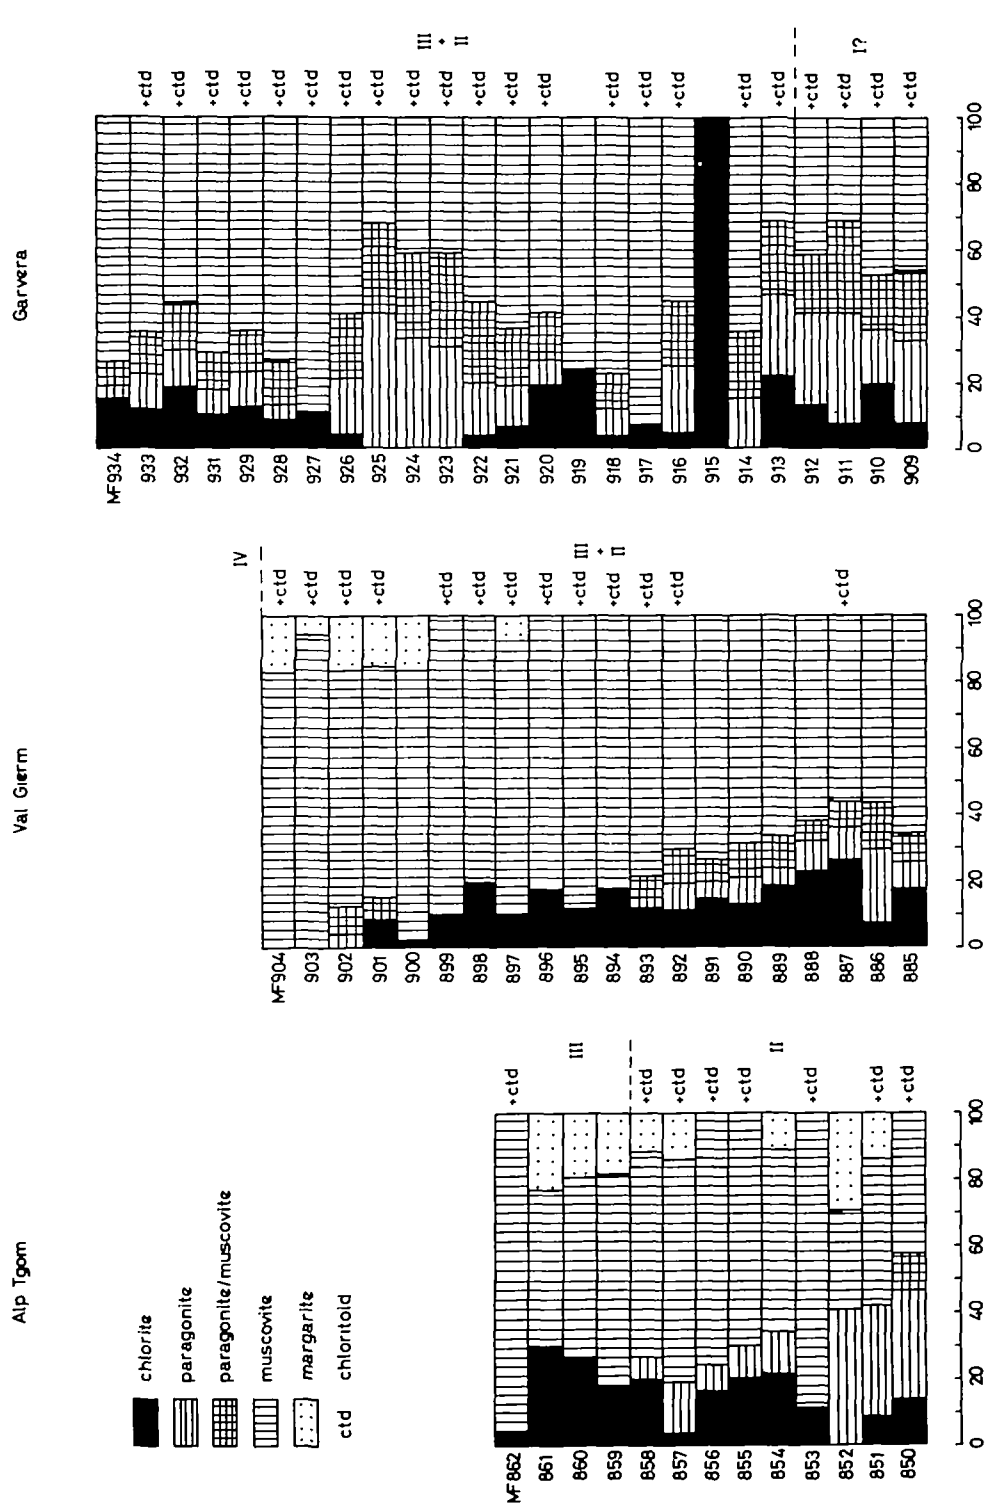 Alp Tgom
Val Gierm
Garvera
chlorite
paragonite
paragonite/muscovite
muscovite
margarite
ctd chloritoid
MF862 +ctd
861
860 III
859
858 +ctd
857 +ctd
856 +ctd
855 +ctd
854 II
853 +ctd
852
851 +ctd
850 +ctd
0 20 40 60 80 100
IV
MF904 +ctd
903 +ctd
902 +ctd
901 +ctd
900
899 +ctd
898 +ctd
897 +ctd
896 +ctd
895 +ctd III
894 +ctd +
893 +ctd II
892 +ctd
891
890
889
888
887 +ctd
886
885
0 20 40 60 80 100
MF934
933 +ctd
932 +ctd
931 +ctd
929 +ctd
928 +ctd
927 +ctd
926 +ctd
925 +ctd
924 +ctd III
923 +ctd +
922 +ctd II
921 +ctd
920 +ctd
919
918 +ctd
917 +ctd
916 +ctd
915
914 +ctd
913 +ctd
912 +ctd
911 +ctd I?
910 +ctd
909 +ctd
0 20 40 60 80 100